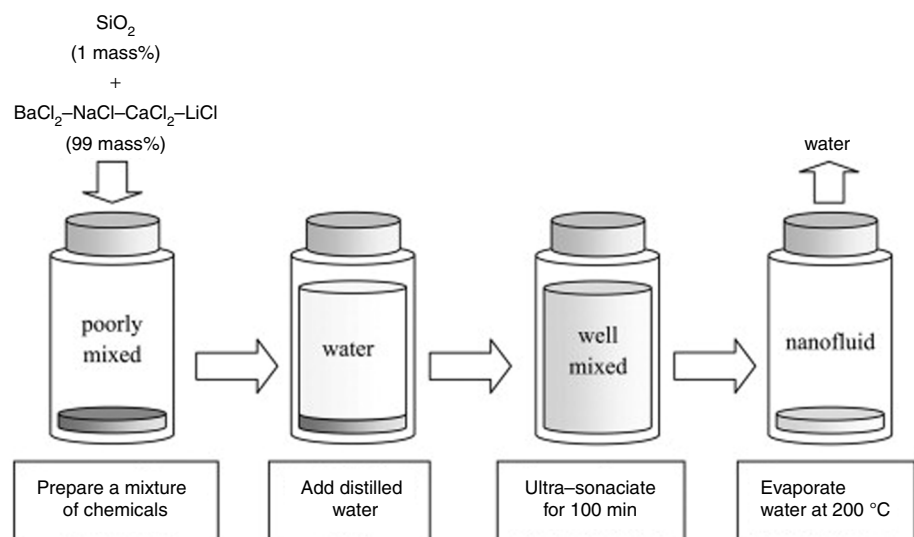 SiO₂
(1 mass%)
+
BaCl₂–NaCl–CaCl₂–LiCl
(99 mass%)
water
poorly
mixed
water
well
mixed
nanofluid
Prepare a mixture
of chemicals
Add distilled
water
Ultra–sonaciate
for 100 min
Evaporate
water at 200 °C